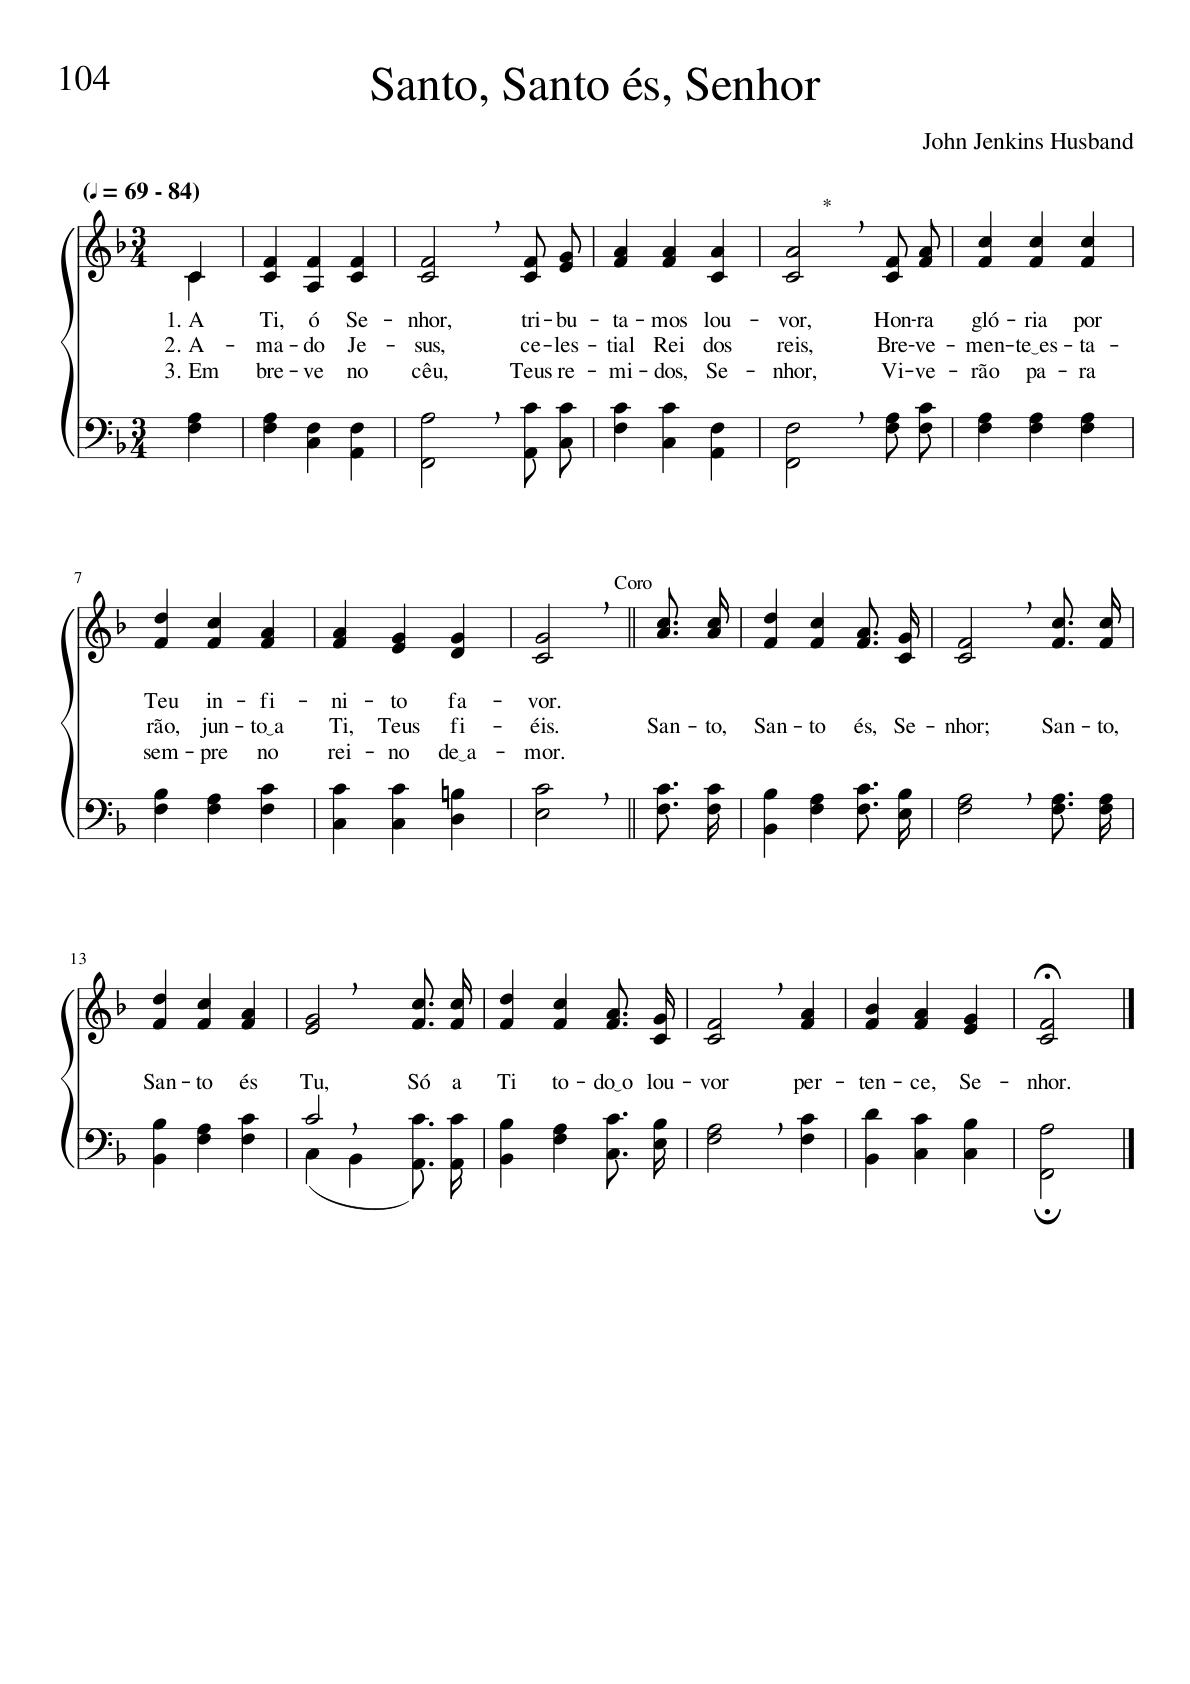 104
Santo, Santo és, Senhor
John Jenkins Husband
(♩ = 69 - 84)
*
1. A Ti, ó Se – nhor, tri – bu – ta – mos lou – vor, Hon – ra gló – ria por
2. A – ma – do Je – sus, ce – les – tial Rei dos reis, Bre – ve – men – te‿es – ta –
3. Em bre – ve no cêu, Teus re – mi – dos, Se – nhor, Vi – ve – rão pa – ra
7
Coro
Teu in – fi – ni – to fa – vor.
rão, jun – to‿a Ti, Teus fi – éis. San – to, San – to és, Se – nhor; San – to,
sem – pre no rei – no de‿a – mor.
13
San – to és Tu, Só a Ti to – do‿o lou – vor per – ten – ce, Se – nhor.